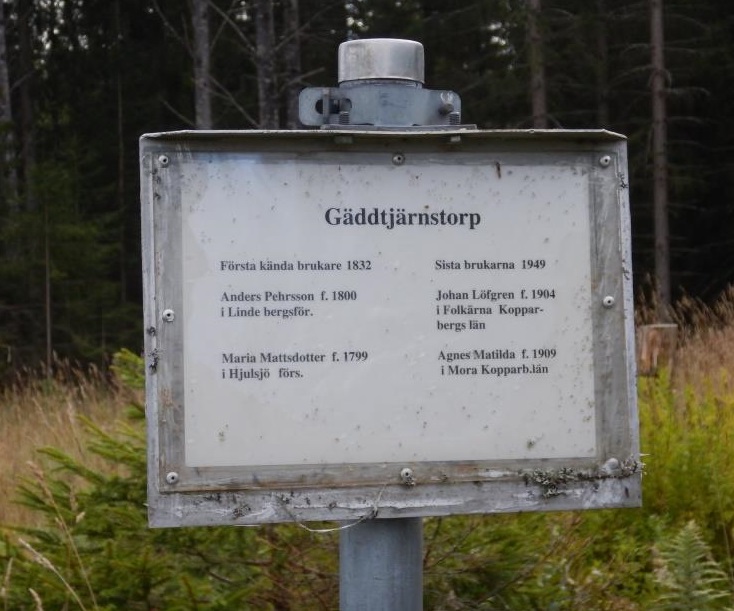 Gäddtjärnstorp
Första kända brukare 1832
Anders Pehrsson f. 1800
i Linde bergsför.
Maria Mattsdotter f. 1799
i Hjulsjö förs.
Sista brukarna 1949
Johan Löfgren f. 1904
i Folkärna Koppar-
bergs län
Agnes Matilda f. 1909
i Mora Kopparb.län